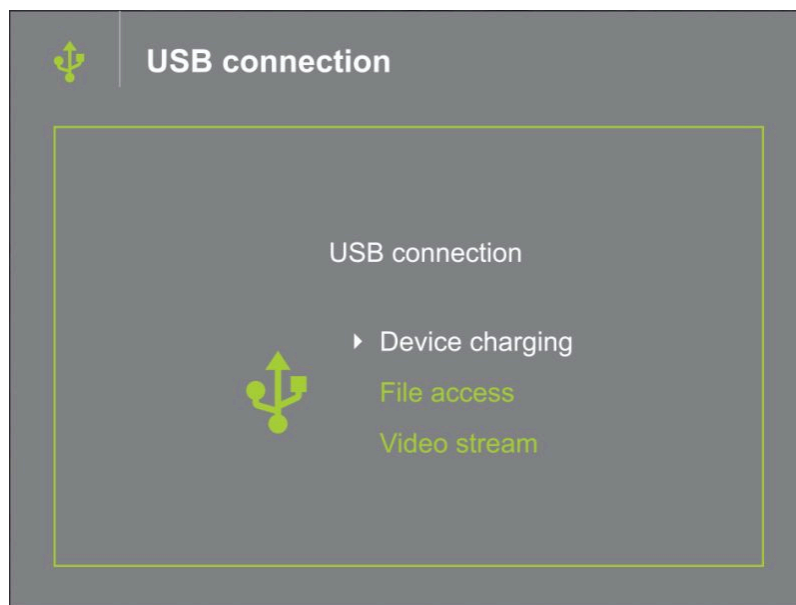 USB connection
USB connection
Device charging
File access
Video stream